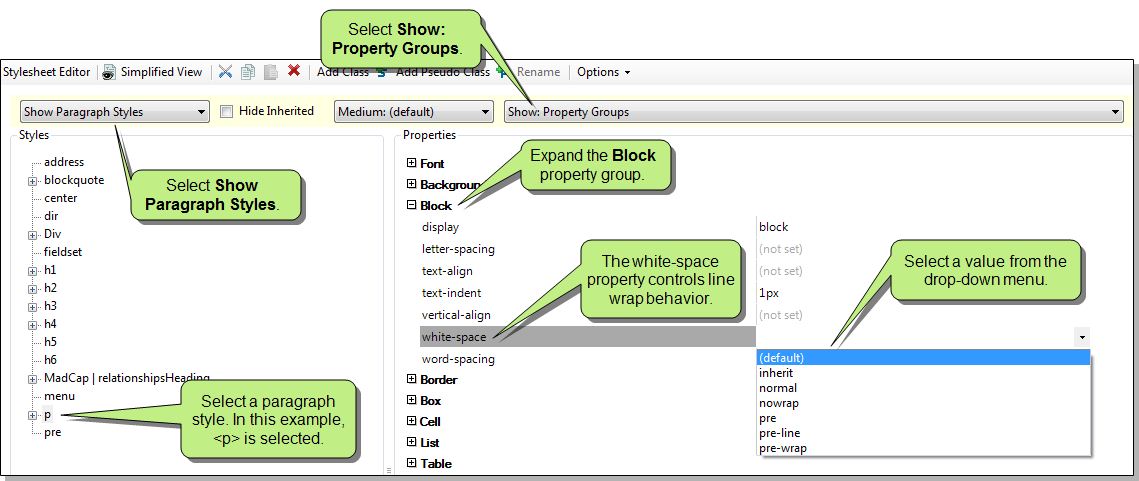 Select Show:
Property Groups.
Stylesheet Editor Simplified View Add Class Add Pseudo Class Rename Options
Show Paragraph Styles Hide Inherited Medium: (default) Show: Property Groups
Styles
address
blockquote
center
dir
Div
fieldset
h1
h2
h3
h4
h5
h6
MadCap | relationshipsHeading
menu
p
pre
Select Show
Paragraph Styles.
Select a paragraph
style. In this example,
<p> is selected.
Properties
Font
Background
Block
display block
letter-spacing (not set)
text-align (not set)
text-indent 1px
vertical-align (not set)
white-space
word-spacing
Border
Box
Cell
List
Table
Expand the Block
property group.
The white-space
property controls line
wrap behavior.
Select a value from the
drop-down menu.
(default)
inherit
normal
nowrap
pre
pre-line
pre-wrap